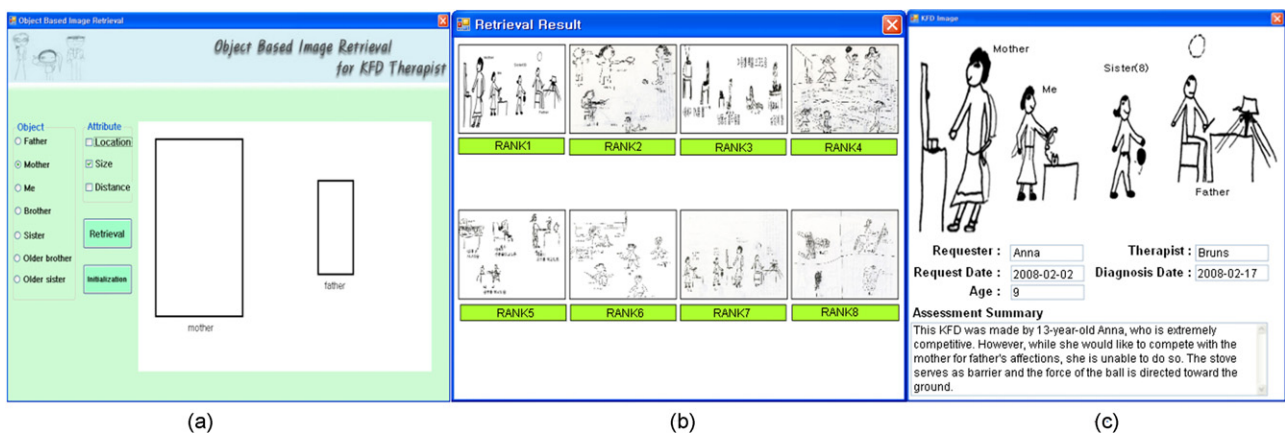 Object Based Image Retrieval
Object Based Image Retrieval
for KFD Therapist
Object
Father
Mother
Me
Brother
Sister
Older brother
Older sister
Attribute
Location
Size
Distance
Retrieval
Initialization
mother
father
(a)
Retrieval Result
RANK1
RANK2
RANK3
RANK4
RANK5
RANK6
RANK7
RANK8
(b)
KFD Image
Mother
Me
Sister(8)
Father
Requester : Anna
Therapist : Bruns
Request Date : 2008-02-02
Diagnosis Date : 2008-02-17
Age : 9
Assessment Summary
This KFD was made by 13-year-old Anna, who is extremely
competitive. However, while she would like to compete with the
mother for father's affections, she is unable to do so. The stove
serves as barrier and the force of the ball is directed toward the
ground.
(c)